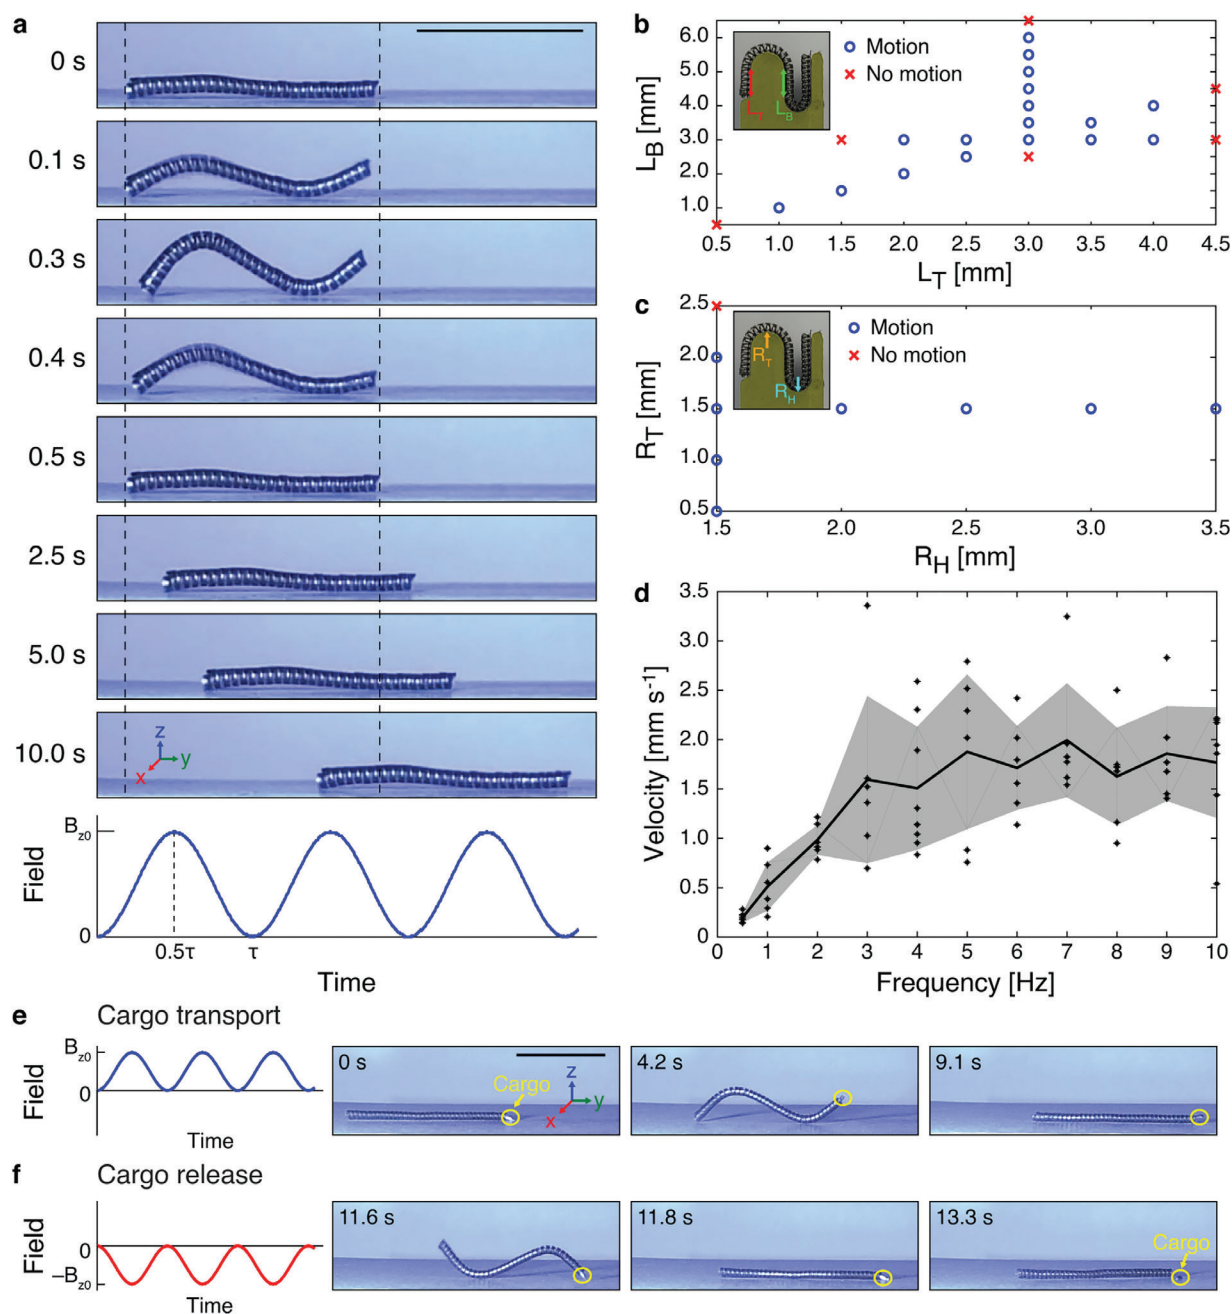 a
0 s
0.1 s
0.3 s
0.4 s
0.5 s
2.5 s
5.0 s
10.0 s
z
y
x
Field
Bz0
0
0.5τ
τ
Time
b
LB [mm]
6.0
5.0
4.0
3.0
2.0
1.0
LT
LB
Motion
No motion
0.5 1.0 1.5 2.0 2.5 3.0 3.5 4.0 4.5
LT [mm]
c
RT [mm]
2.5
2.0
1.5
1.0
0.5
RT
RH
Motion
No motion
1.5 2.0 2.5 3.0 3.5
RH [mm]
d
Velocity [mm s⁻¹]
3.5
3.0
2.5
2.0
1.5
1.0
0.5
0
0 1 2 3 4 5 6 7 8 9 10
Frequency [Hz]
e Cargo transport
Field
Bz0
0
Time
0 s
Cargo
z
y
x
4.2 s
9.1 s
f Cargo release
Field
0
–Bz0
Time
11.6 s
11.8 s
13.3 s
Cargo